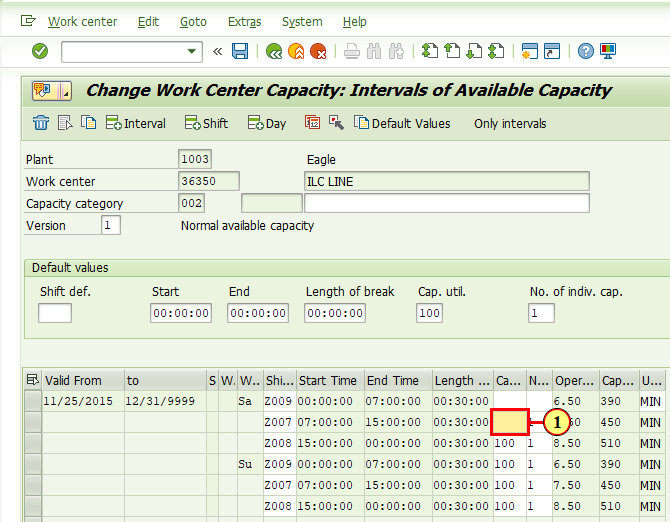 Work center Edit Goto Extras System Help
Change Work Center Capacity: Intervals of Available Capacity
Interval Shift Day Default Values Only intervals
Plant 1003 Eagle
Work center 36350 ILC LINE
Capacity category 002
Version 1 Normal available capacity
Default values
Shift def. Start End Length of break Cap. util. No. of indiv. cap.
00:00:00 00:00:00 00:00:00 100 1
Valid From to S W. W... Shi... Start Time End Time Length ... Ca... N... Oper... Cap... U...
11/25/2015 12/31/9999 Sa Z009 00:00:00 07:00:00 00:30:00 6.50 390 MIN
Z007 07:00:00 15:00:00 00:30:00 1 50 450 MIN
Z008 15:00:00 00:00:00 00:30:00 100 1 8.50 510 MIN
Su Z009 00:00:00 07:00:00 00:30:00 100 1 6.50 390 MIN
Z007 07:00:00 15:00:00 00:30:00 100 1 7.50 450 MIN
Z008 15:00:00 00:00:00 00:30:00 100 1 8.50 510 MIN